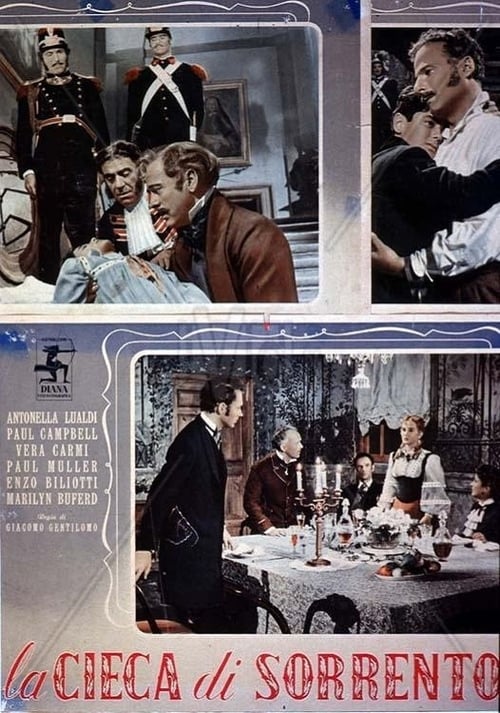 DIANA
ANTONELLA LUALDI
PAUL CAMPBELL
VERA CARMI
PAUL MULLER
ENZO BILIOTTI
MARILYN BUFERD
Regia di
GIACOMO GENTILOMO
la CIECA di SORRENTO